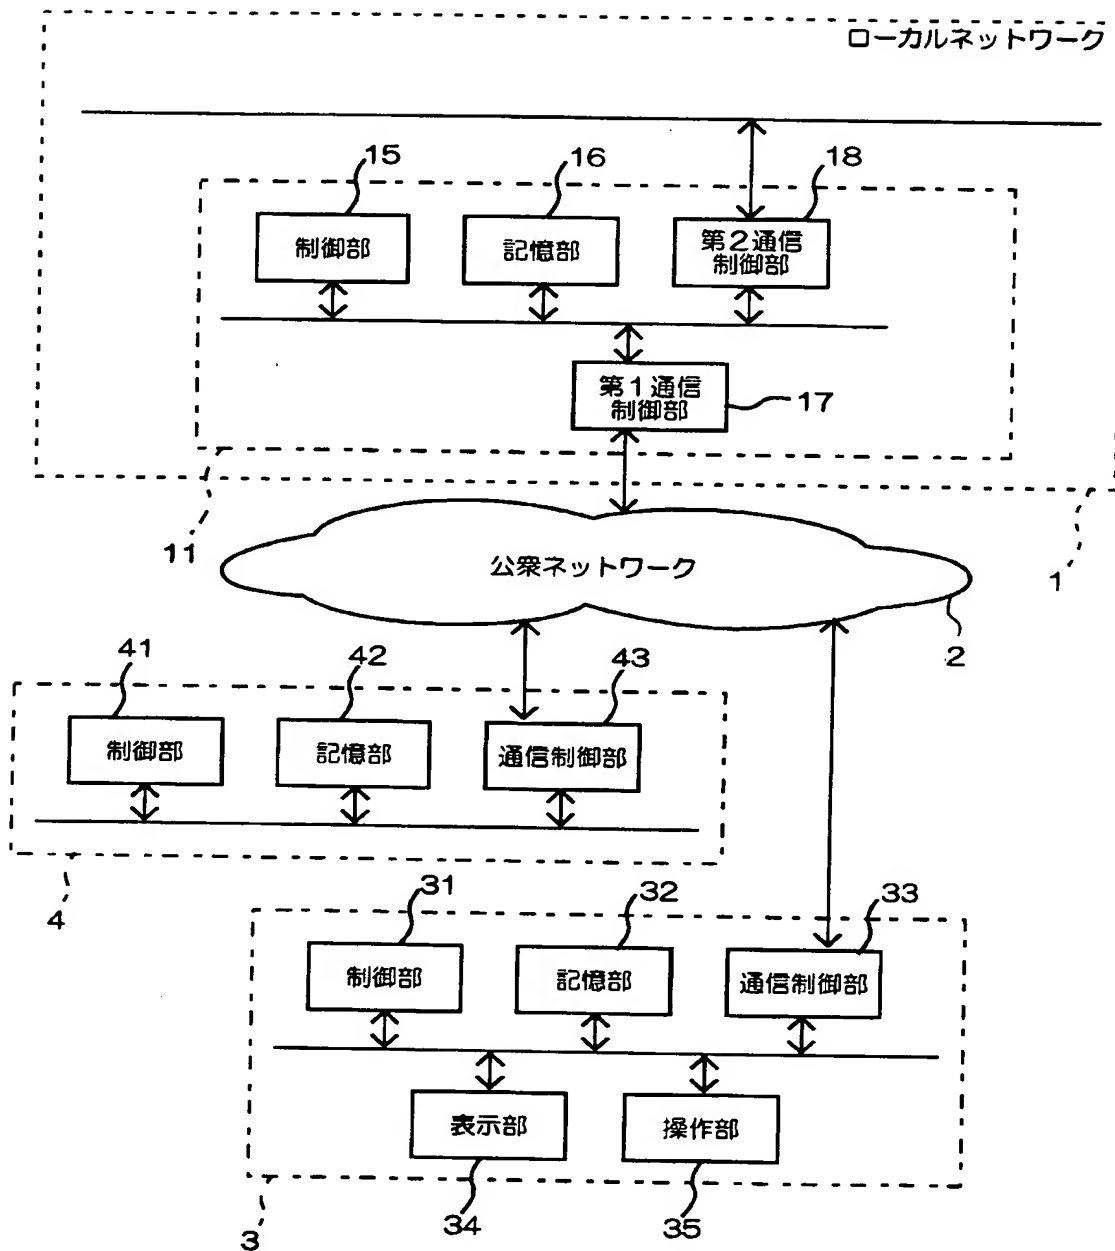 ローカルネットワーク
15
16
18
制御部
記憶部
第2通信
制御部
第1通信
制御部
17
11
公衆ネットワーク
1
2
41
42
43
制御部
記憶部
通信制御部
4
31
32
33
制御部
記憶部
通信制御部
表示部
操作部
3
34
35